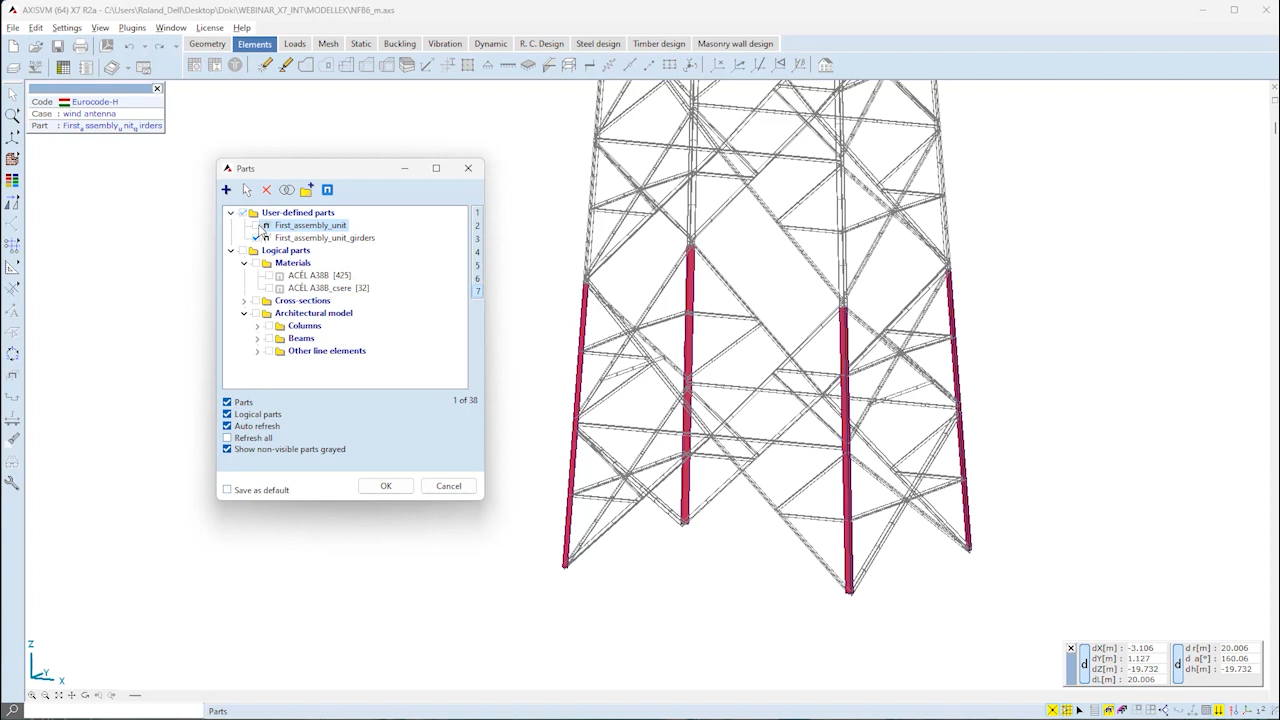 AXISVM (64) X7 R2a - C:\Users\Roland_Dell\Desktop\Doki\WEBINAR_X7_INT\MODELLEK\NFB6_m.axs
File Edit Settings View Plugins Window License Help
Geometry Elements Loads Mesh Static Buckling Vibration Dynamic R. C. Design Steel design Timber design Masonry wall design
Code Eurocode-H
Case : wind antenna
Part : First_assembly_unit_girders
Parts
User-defined parts
First_assembly_unit
First_assembly_unit_girders
Logical parts
Materials
ACÉL A38B [425]
ACÉL A38B_csere [32]
Cross-sections
Architectural model
Columns
Beams
Other line elements
1
2
3
4
5
6
7
Parts 1 of 38
Logical parts
Auto refresh
Refresh all
Show non-visible parts grayed
Save as default OK Cancel
Z
Y
X
d dX[m] : -3.106 d d r[m] : 20.006
dY[m] : 1.127 d a[°] : 160.06
dZ[m] : -19.732 dh[m] : -19.732
dL[m] : 20.006
Parts